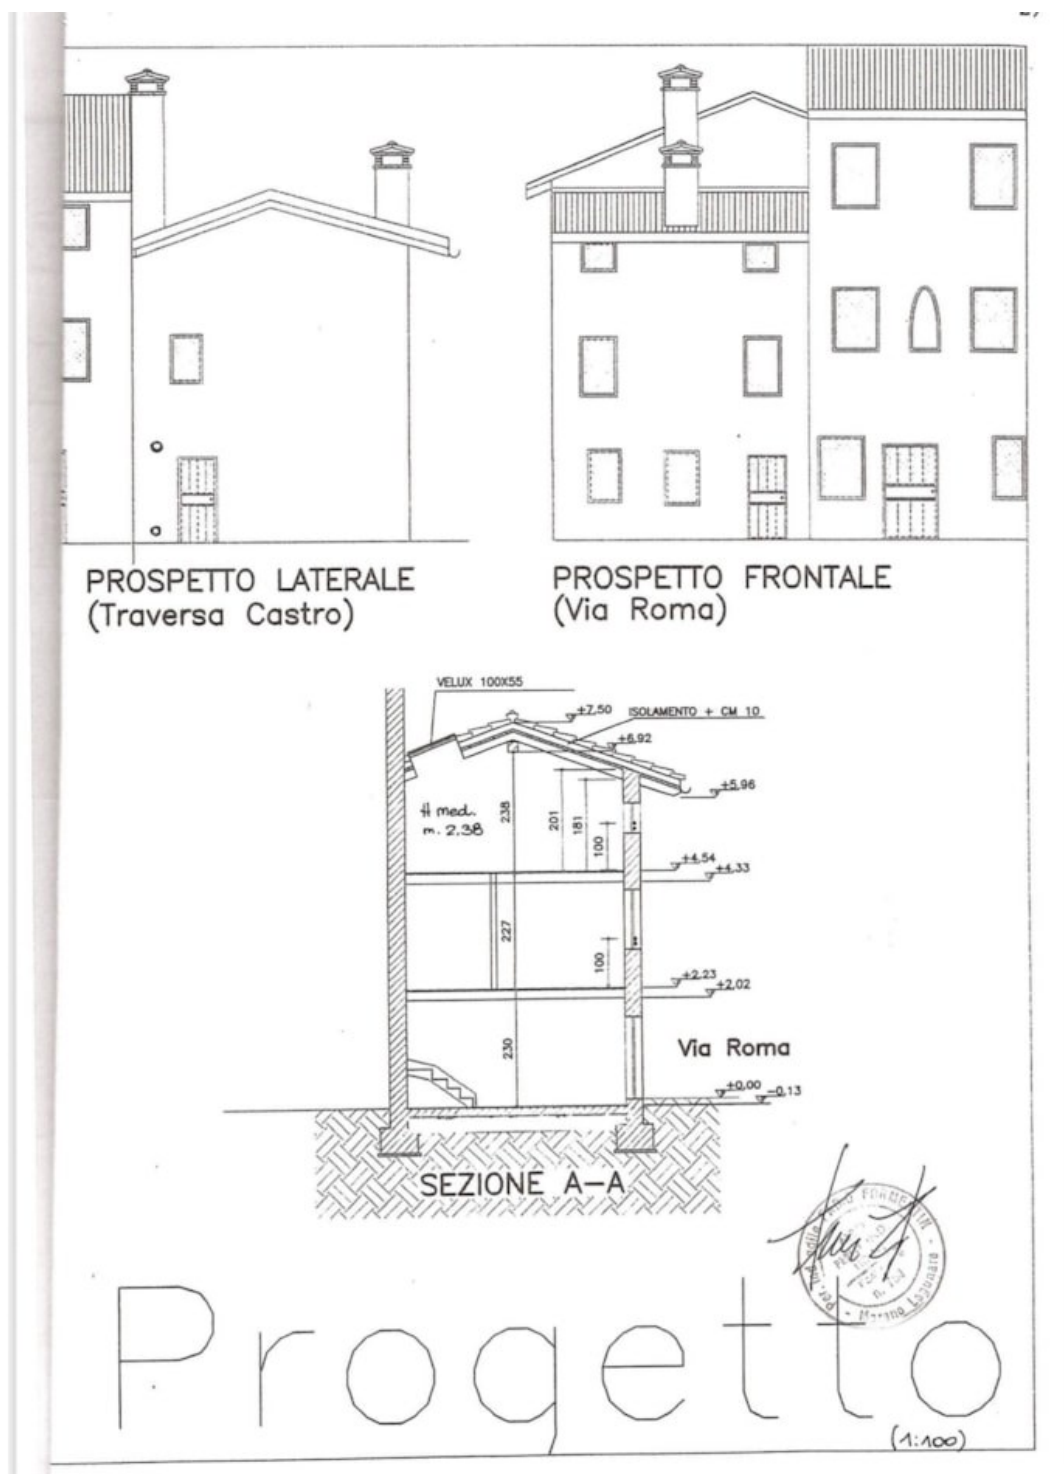 PROSPETTO LATERALE
(Traversa Castro)
PROSPETTO FRONTALE
(Via Roma)
VELUX 100X55
+7,50
ISOLAMENTO + CM 10
+6,92
+5,96
H med.
m. 2.38
238
201
181
100
+4,54
+4,33
227
100
+2,23
+2,02
230
Via Roma
+0,00
-0,13
SEZIONE A-A
Progetto
(1:100)